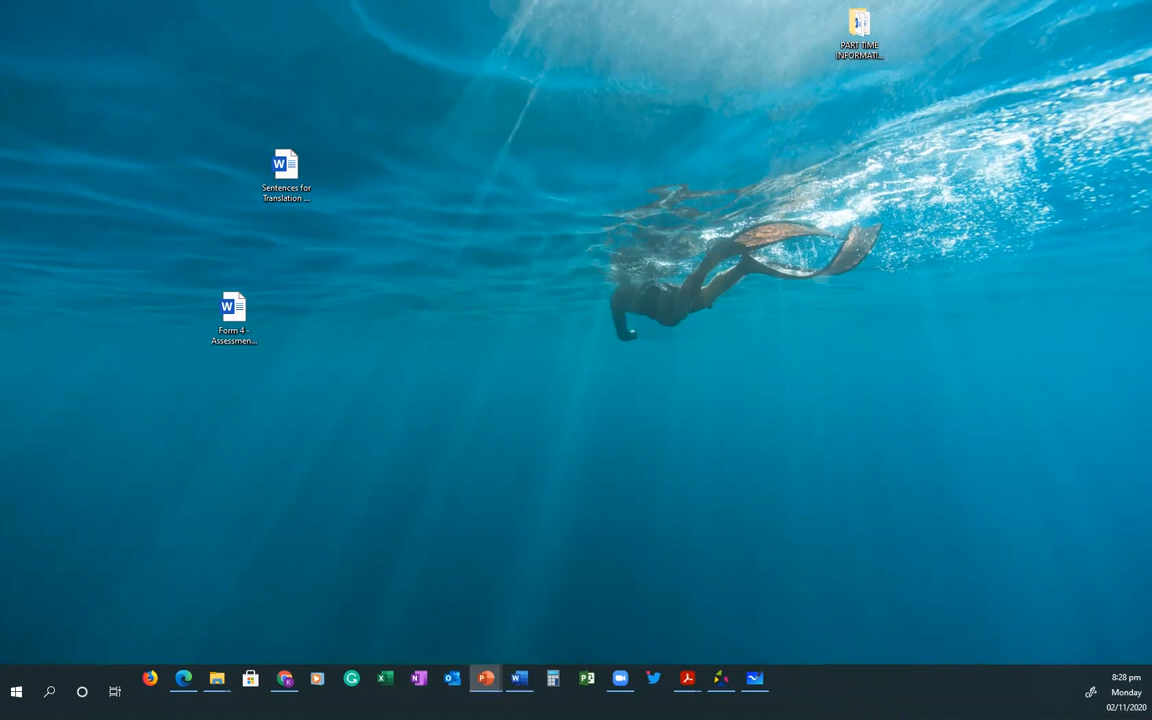 PART TIME
INFORMATI...
Sentences for
Translation ...
Form 4 -
Assessmen...
8:28 pm
Monday
02/11/2020